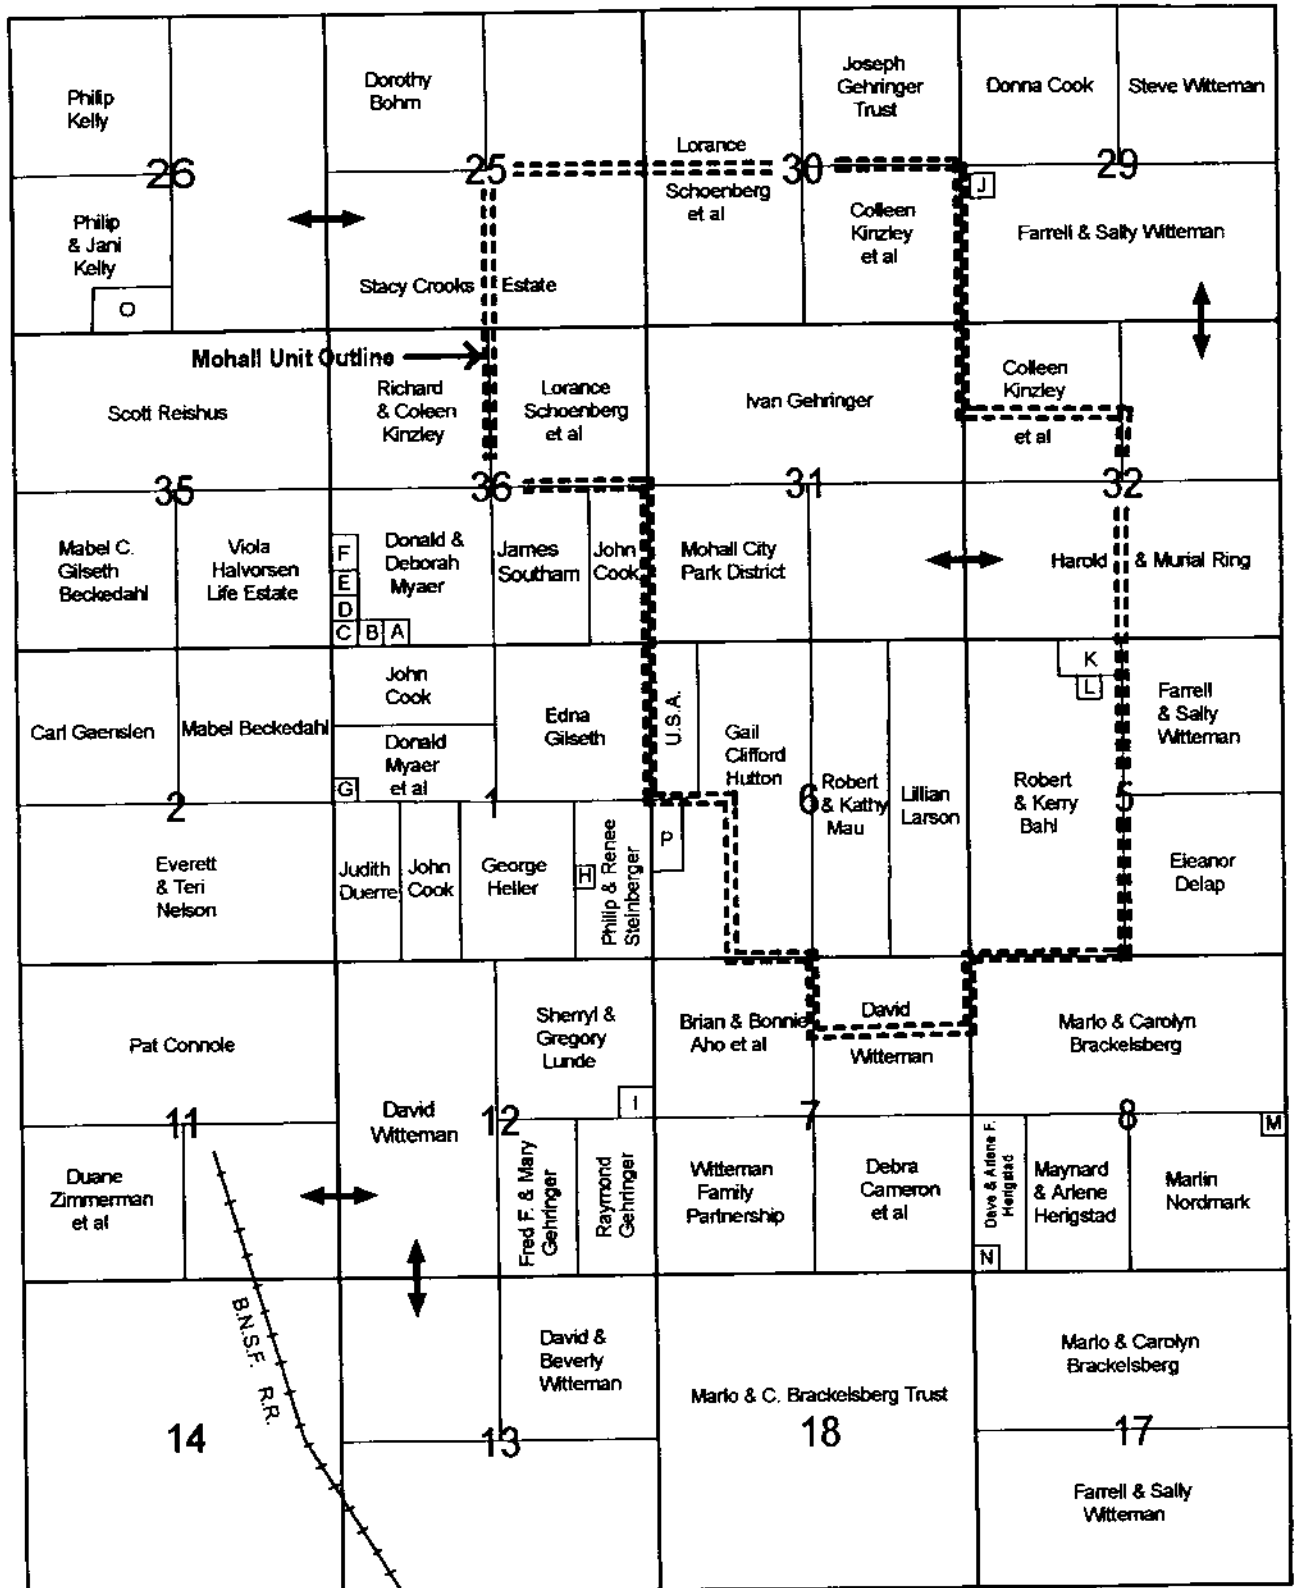 Philip
Kelly
Dorothy
Bohm
Joseph
Gehringer
Trust
Donna Cook
Steve Witteman
26
25
Lorance
30
29
Schoenberg
et al
J
Philip
& Jani
Kelly
O
Colleen
Kinzley
et al
Farrell & Sally Witteman
Stacy Crooks
Estate
Mohall Unit Outline
Scott Reishus
Richard
& Coleen
Kinzley
Lorance
Schoenberg
et al
Ivan Gehringer
Colleen
Kinzley
et al
35
36
31
32
Mabel C.
Gilseth
Beckedahl
Viola
Halvorsen
Life Estate
F
E
D
C
B
A
Donald &
Deborah
Myaer
James
Southam
John
Cook
Mohall City
Park District
Harold
& Murial Ring
Carl Gaenslen
Mabel Beckedahl
John
Cook
Donald
Myaer
et al
G
Edna
Gilseth
U.S.A.
Gail
Clifford
Hutton
Robert
& Kathy
Mau
Lillian
Larson
K
L
Robert
& Kerry
Bahl
Farrell
& Sally
Witteman
2
1
6
5
Everett
& Teri
Nelson
Judith
Duerre
John
Cook
George
Heller
H
Philip & Renee
Steinberger
P
Eleanor
Delap
Pat Connole
Sherryl &
Gregory
Lunde
I
Brian & Bonnie
Aho et al
David
Witteman
Marlo & Carolyn
Brackelsberg
David
Witteman
11
12
7
8
M
Duane
Zimmerman
et al
Fred F. & Mary
Gehringer
Raymond
Gehringer
Witteman
Family
Partnership
Debra
Cameron
et al
Dave & Arlene F.
Herigstad
N
Maynard
& Arlene
Herigstad
Marlin
Nordmark
B.N.S.F. R.R.
David &
Beverly
Witteman
Marlo & C. Brackelsberg Trust
Marlo & Carolyn
Brackelsberg
14
13
18
17
Farrell & Sally
Witteman